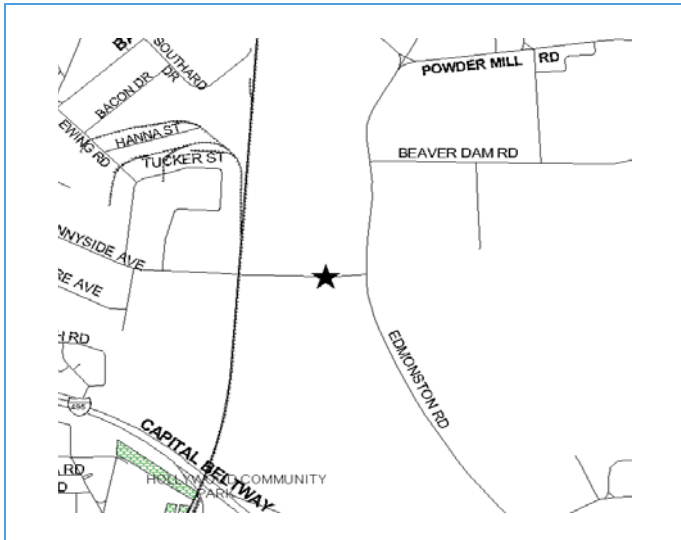 BA
SOUTHARD
DR
BACON DR
POWDER MILL RD
HANNA ST
EWING RD
TUCKER ST
BEAVER DAM RD
NNYSIDE AVE
RE AVE
H RD
EDMONSTON RD
495
CAPITAL BELTWAY
RD
D
HOLLYWOOD COMMUNITY
PARK